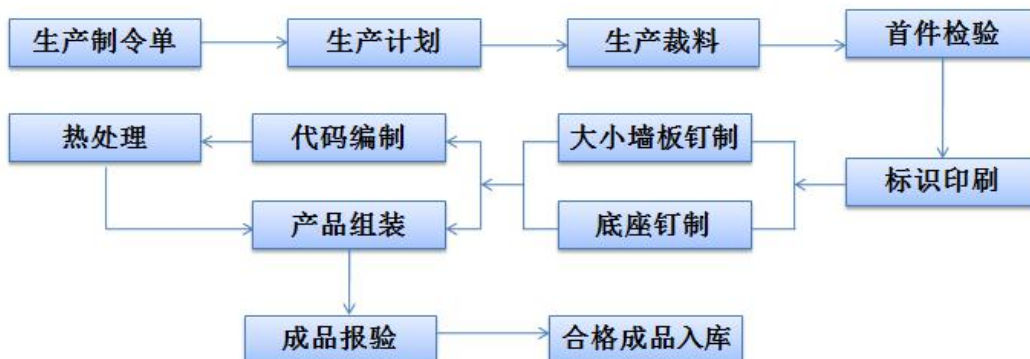 生产制令单
生产计划
生产裁料
首件检验
热处理
代码编制
大小墙板钉制
标识印刷
产品组装
底座钉制
成品报验
合格成品入库